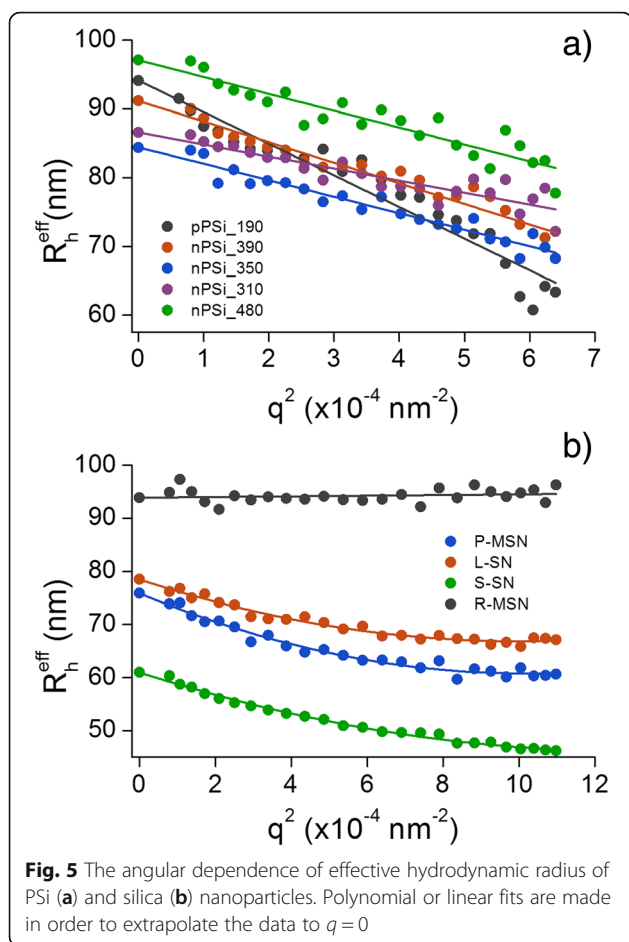 a)
100
90
80
70
60
R_h^eff (nm)
pPSi_190
nPSi_390
nPSi_350
nPSi_310
nPSi_480
0 1 2 3 4 5 6 7
q² (x10⁻⁴ nm⁻²)
b)
100
90
80
70
60
50
R_h^eff (nm)
P-MSN
L-SN
S-SN
R-MSN
0 2 4 6 8 10 12
q² (x10⁻⁴ nm⁻²)
Fig. 5 The angular dependence of effective hydrodynamic radius of
PSi (a) and silica (b) nanoparticles. Polynomial or linear fits are made
in order to extrapolate the data to q = 0